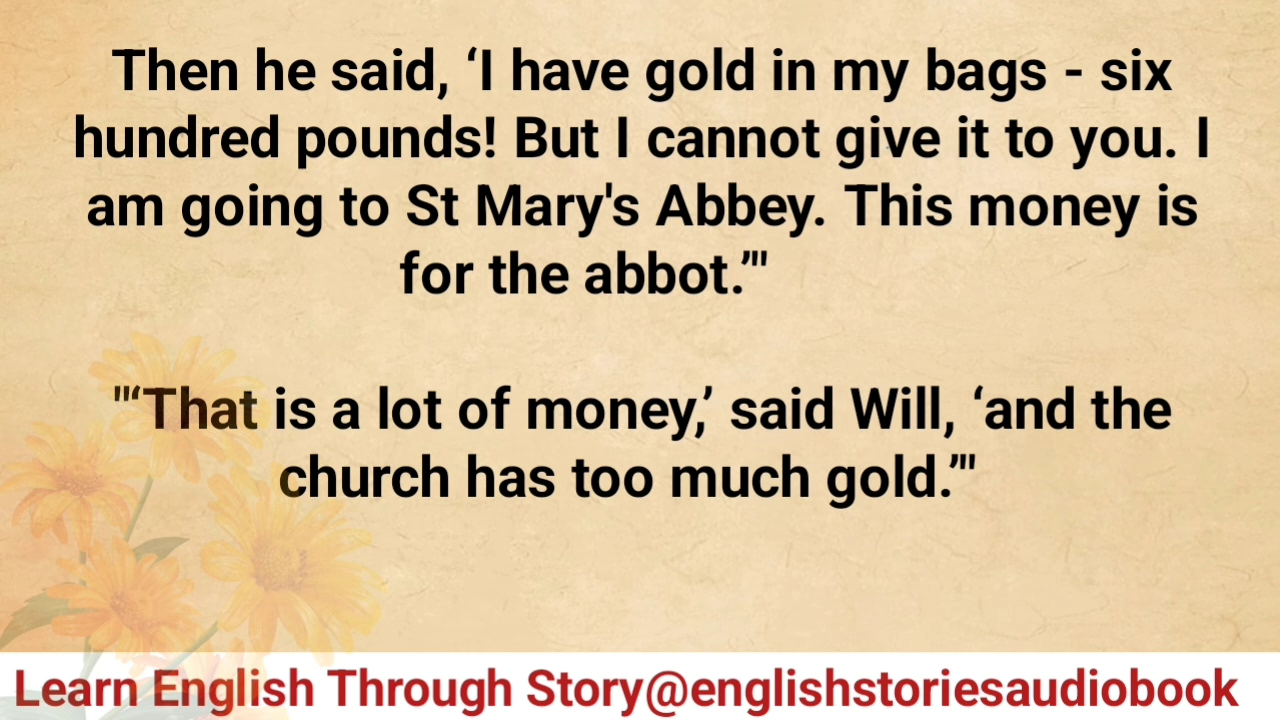 Then he said, ‘I have gold in my bags - six
hundred pounds! But I cannot give it to you. I
am going to St Mary's Abbey. This money is
for the abbot.’"
"‘That is a lot of money,’ said Will, ‘and the
church has too much gold.’"
Learn English Through Story@englishstoriesaudiobook